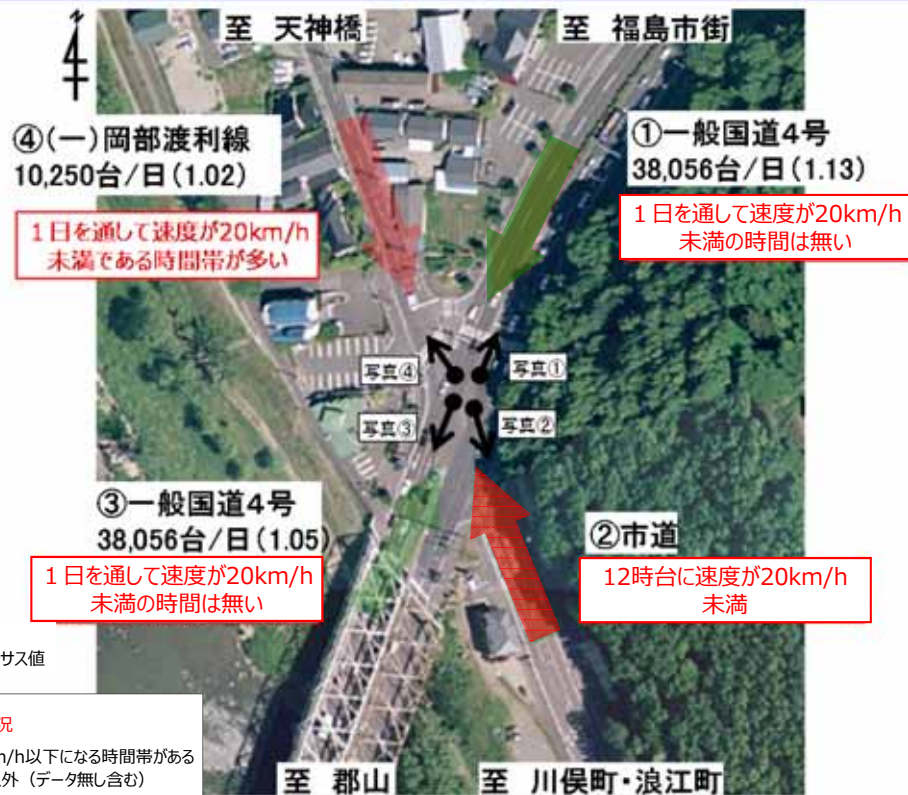 至 天神橋
至 福島市街
④(一)岡部渡利線
10,250台/日(1.02)
1日を通して速度が20km/h
未満である時間帯が多い
①一般国道4号
38,056台/日(1.13)
1日を通して速度が20km/h
未満の時間は無い
写真④
写真①
写真③
写真②
③一般国道4号
38,056台/日(1.05)
1日を通して速度が20km/h
未満の時間は無い
②市道
12時台に速度が20km/h
未満
サス値
況
m/h以下になる時間帯がある
外(データ無し含む)
至 郡山
至 川俣町・浪江町